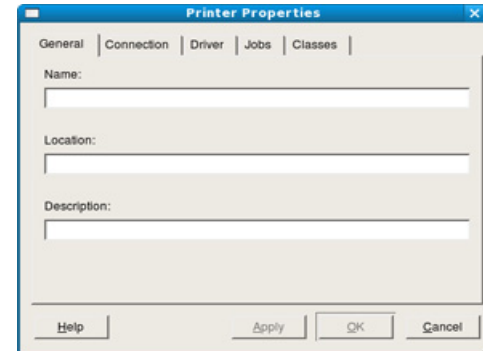 Printer Properties
General Connection Driver Jobs Classes
Name:
Location:
Description:
Help Apply OK Cancel